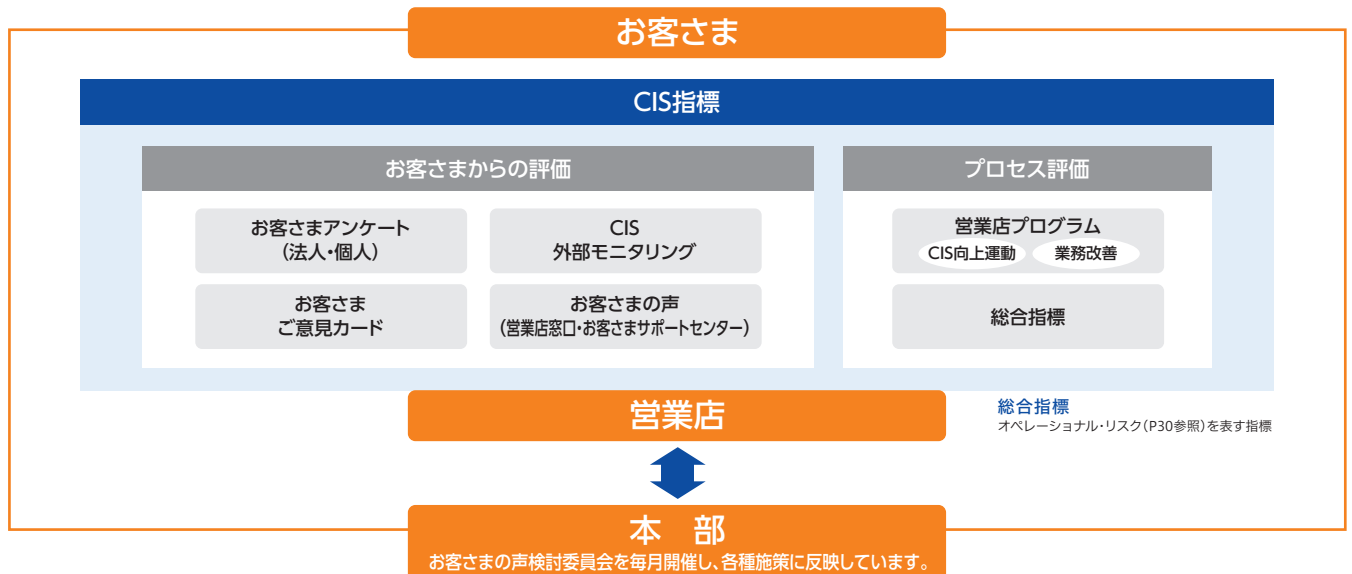 お客さま
CIS指標
お客さまからの評価
お客さまアンケート
（法人・個人）
CIS
外部モニタリング
お客さま
ご意見カード
お客さまの声
（営業店窓口・お客さまサポートセンター）
プロセス評価
営業店プログラム
CIS向上運動
業務改善
総合指標
営業店
総合指標
オペレーショナル・リスク（P30参照）を表す指標
本　部
お客さまの声検討委員会を毎月開催し、各種施策に反映しています。